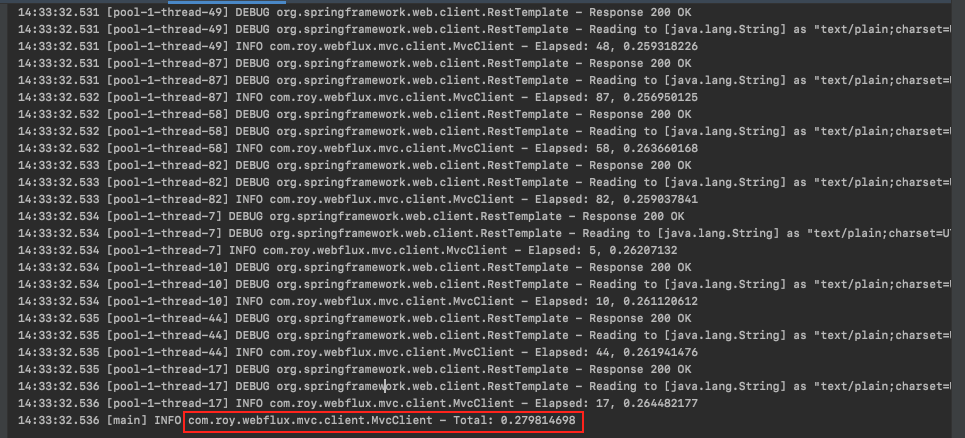 14:33:32.531 [pool-1-thread-49] DEBUG org.springframework.web.client.RestTemplate - Response 200 OK
14:33:32.531 [pool-1-thread-49] DEBUG org.springframework.web.client.RestTemplate - Reading to [java.lang.String] as "text/plain;charset=U
14:33:32.531 [pool-1-thread-49] INFO com.roy.webflux.mvc.client.MvcClient - Elapsed: 48, 0.259318226
14:33:32.531 [pool-1-thread-87] DEBUG org.springframework.web.client.RestTemplate - Response 200 OK
14:33:32.531 [pool-1-thread-87] DEBUG org.springframework.web.client.RestTemplate - Reading to [java.lang.String] as "text/plain;charset=U
14:33:32.532 [pool-1-thread-87] INFO com.roy.webflux.mvc.client.MvcClient - Elapsed: 87, 0.256950125
14:33:32.532 [pool-1-thread-58] DEBUG org.springframework.web.client.RestTemplate - Response 200 OK
14:33:32.532 [pool-1-thread-58] DEBUG org.springframework.web.client.RestTemplate - Reading to [java.lang.String] as "text/plain;charset=U
14:33:32.532 [pool-1-thread-58] INFO com.roy.webflux.mvc.client.MvcClient - Elapsed: 58, 0.263660168
14:33:32.533 [pool-1-thread-82] DEBUG org.springframework.web.client.RestTemplate - Response 200 OK
14:33:32.533 [pool-1-thread-82] DEBUG org.springframework.web.client.RestTemplate - Reading to [java.lang.String] as "text/plain;charset=U
14:33:32.533 [pool-1-thread-82] INFO com.roy.webflux.mvc.client.MvcClient - Elapsed: 82, 0.259037841
14:33:32.534 [pool-1-thread-7] DEBUG org.springframework.web.client.RestTemplate - Response 200 OK
14:33:32.534 [pool-1-thread-7] DEBUG org.springframework.web.client.RestTemplate - Reading to [java.lang.String] as "text/plain;charset=UT
14:33:32.534 [pool-1-thread-7] INFO com.roy.webflux.mvc.client.MvcClient - Elapsed: 5, 0.26207132
14:33:32.534 [pool-1-thread-10] DEBUG org.springframework.web.client.RestTemplate - Response 200 OK
14:33:32.534 [pool-1-thread-10] DEBUG org.springframework.web.client.RestTemplate - Reading to [java.lang.String] as "text/plain;charset=U
14:33:32.534 [pool-1-thread-10] INFO com.roy.webflux.mvc.client.MvcClient - Elapsed: 10, 0.261120612
14:33:32.535 [pool-1-thread-44] DEBUG org.springframework.web.client.RestTemplate - Response 200 OK
14:33:32.535 [pool-1-thread-44] DEBUG org.springframework.web.client.RestTemplate - Reading to [java.lang.String] as "text/plain;charset=U
14:33:32.535 [pool-1-thread-44] INFO com.roy.webflux.mvc.client.MvcClient - Elapsed: 44, 0.261941476
14:33:32.535 [pool-1-thread-17] DEBUG org.springframework.web.client.RestTemplate - Response 200 OK
14:33:32.536 [pool-1-thread-17] DEBUG org.springframework.web.client.RestTemplate - Reading to [java.lang.String] as "text/plain;charset=U
14:33:32.536 [pool-1-thread-17] INFO com.roy.webflux.mvc.client.MvcClient - Elapsed: 17, 0.264482177
14:33:32.536 [main] INFO com.roy.webflux.mvc.client.MvcClient - Total: 0.279814698